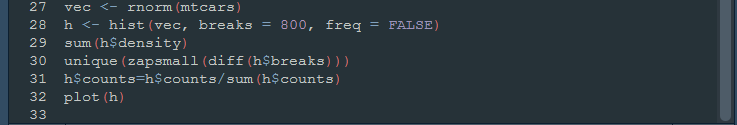 27 vec <- rnorm(mtcars)
28 h <- hist(vec, breaks = 800, freq = FALSE)
29 sum(h$density)
30 unique(zapsmall(diff(h$breaks)))
31 h$counts=h$counts/sum(h$counts)
32 plot(h)
33